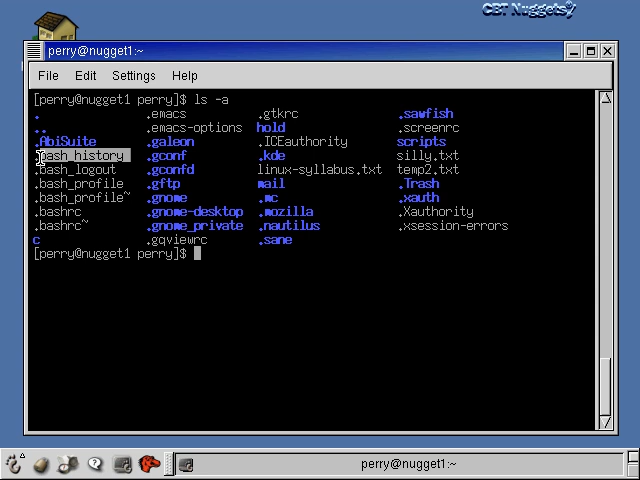 CBT Nuggets
perry@nugget1:~
File Edit Settings Help
[perry@nugget1 perry]$ ls -a
. .emacs .gtkrc .sawfish
.. .emacs-options hold .screenrc
.AbiSuite .galeon .ICEauthority scripts
.bash_history .gconf .kde silly.txt
.bash_logout .gconfd linux-syllabus.txt temp2.txt
.bash_profile .gftp mail .Trash
.bash_profile~ .gnome .mc .xauth
.bashrc .gnome-desktop .mozilla .Xauthority
.bashrc~ .gnome_private .nautilus .xsession-errors
c .gqviewrc .sane
[perry@nugget1 perry]$
perry@nugget1:~